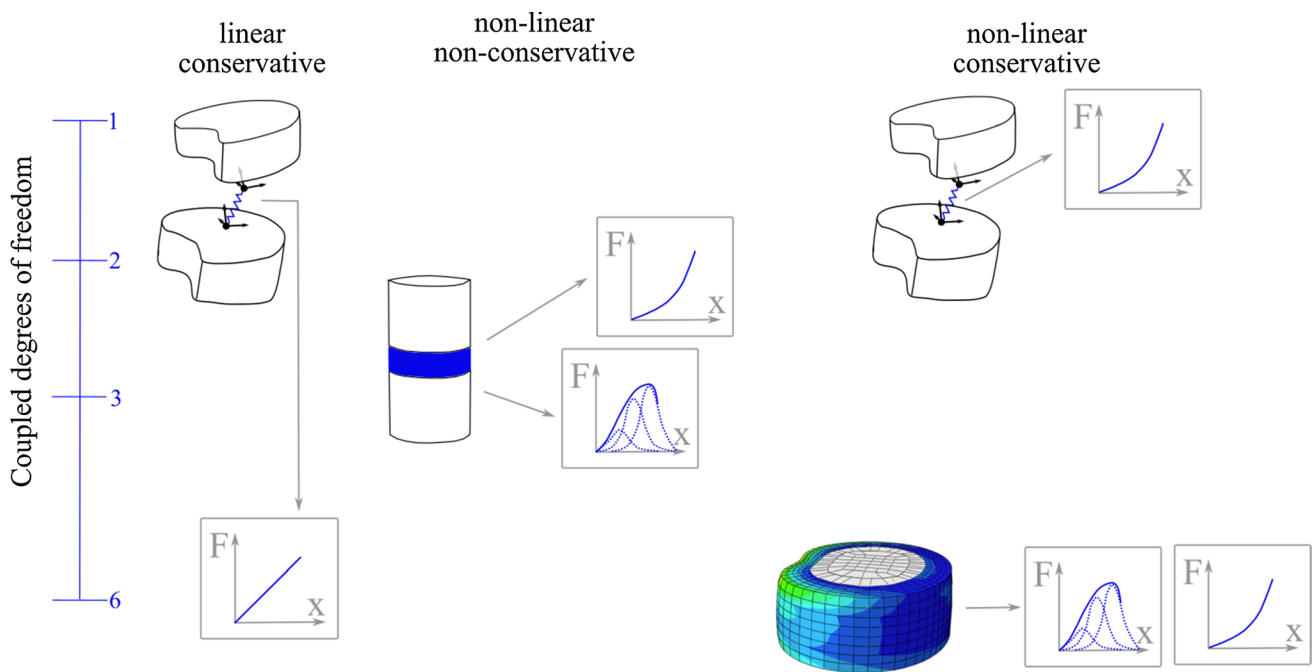 linear
conservative
non-linear
non-conservative
non-linear
conservative
Coupled degrees of freedom
1
2
3
6
F
x
F
x
F
x
F
x
F
x
F
x